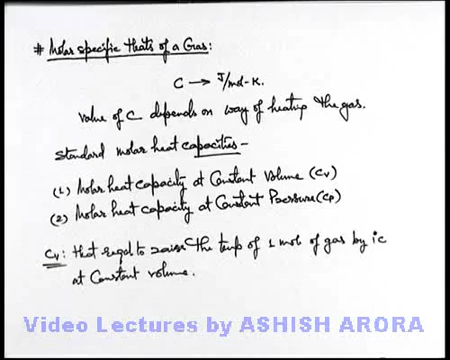 # Molar specific Heats of a Gas:
C → J/mol-K.
Value of C depends on way of heating the gas.
Standard molar heat capacities -
(1) Molar heat capacity at Constant Volume (Cv)
(2) Molar heat capacity at Constant Pressure (Cp)
Cv: Heat reqd to raise the temp of 1 mol of gas by 1°C
at Constant volume.
Video Lectures by ASHISH ARORA